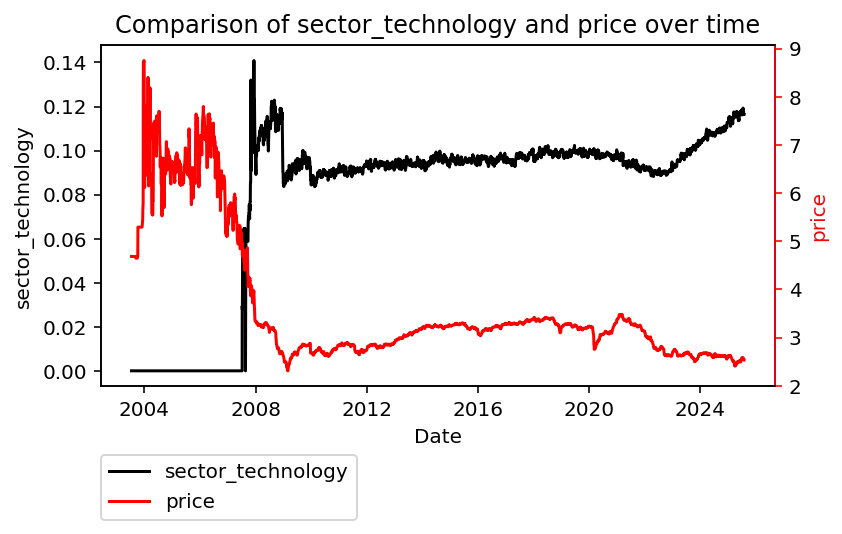 Comparison of sector_technology and price over time
sector_technology
0.14
0.12
0.10
0.08
0.06
0.04
0.02
0.00
9
8
7
6
5
4
3
2
price
2004 2008 2012 2016 2020 2024
Date
sector_technology
price